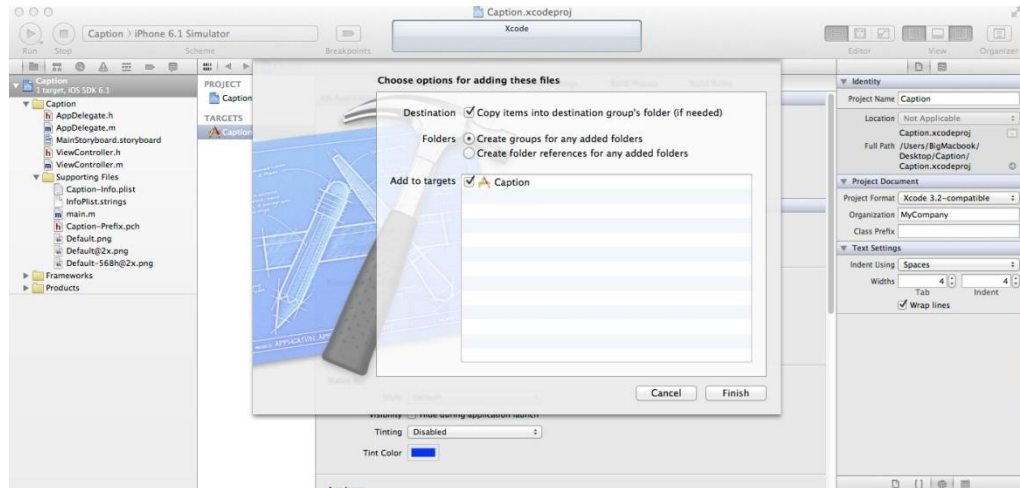 Caption.xcodeproj
Caption
iPhone 6.1 Simulator
Xcode
Run
Stop
Scheme
Breakpoints
Editor
View
Organizer
Caption
1 target, iOS SDK 6.1
Caption
AppDelegate.h
AppDelegate.m
MainStoryboard.storyboard
ViewController.h
ViewController.m
Supporting Files
Caption-Info.plist
InfoPlist.strings
main.m
Caption-Prefix.pch
Default.png
Default@2x.png
Default-568h@2x.png
Frameworks
Products
PROJECT
Caption
TARGETS
Caption
Choose options for adding these files
Destination
Copy items into destination group's folder (if needed)
Folders
Create groups for any added folders
Create folder references for any added folders
Add to targets
Caption
Cancel
Finish
Visibility
Hide during application launch
Tinting
Disabled
Tint Color
Identity
Project Name
Caption
Location
Not Applicable
Caption.xcodeproj
Full Path
/Users/BigMacbook/
Desktop/Caption/
Caption.xcodeproj
Project Document
Project Format
Xcode 3.2-compatible
Organization
MyCompany
Class Prefix
Text Settings
Indent Using
Spaces
Widths
4
4
Tab
Indent
Wrap lines